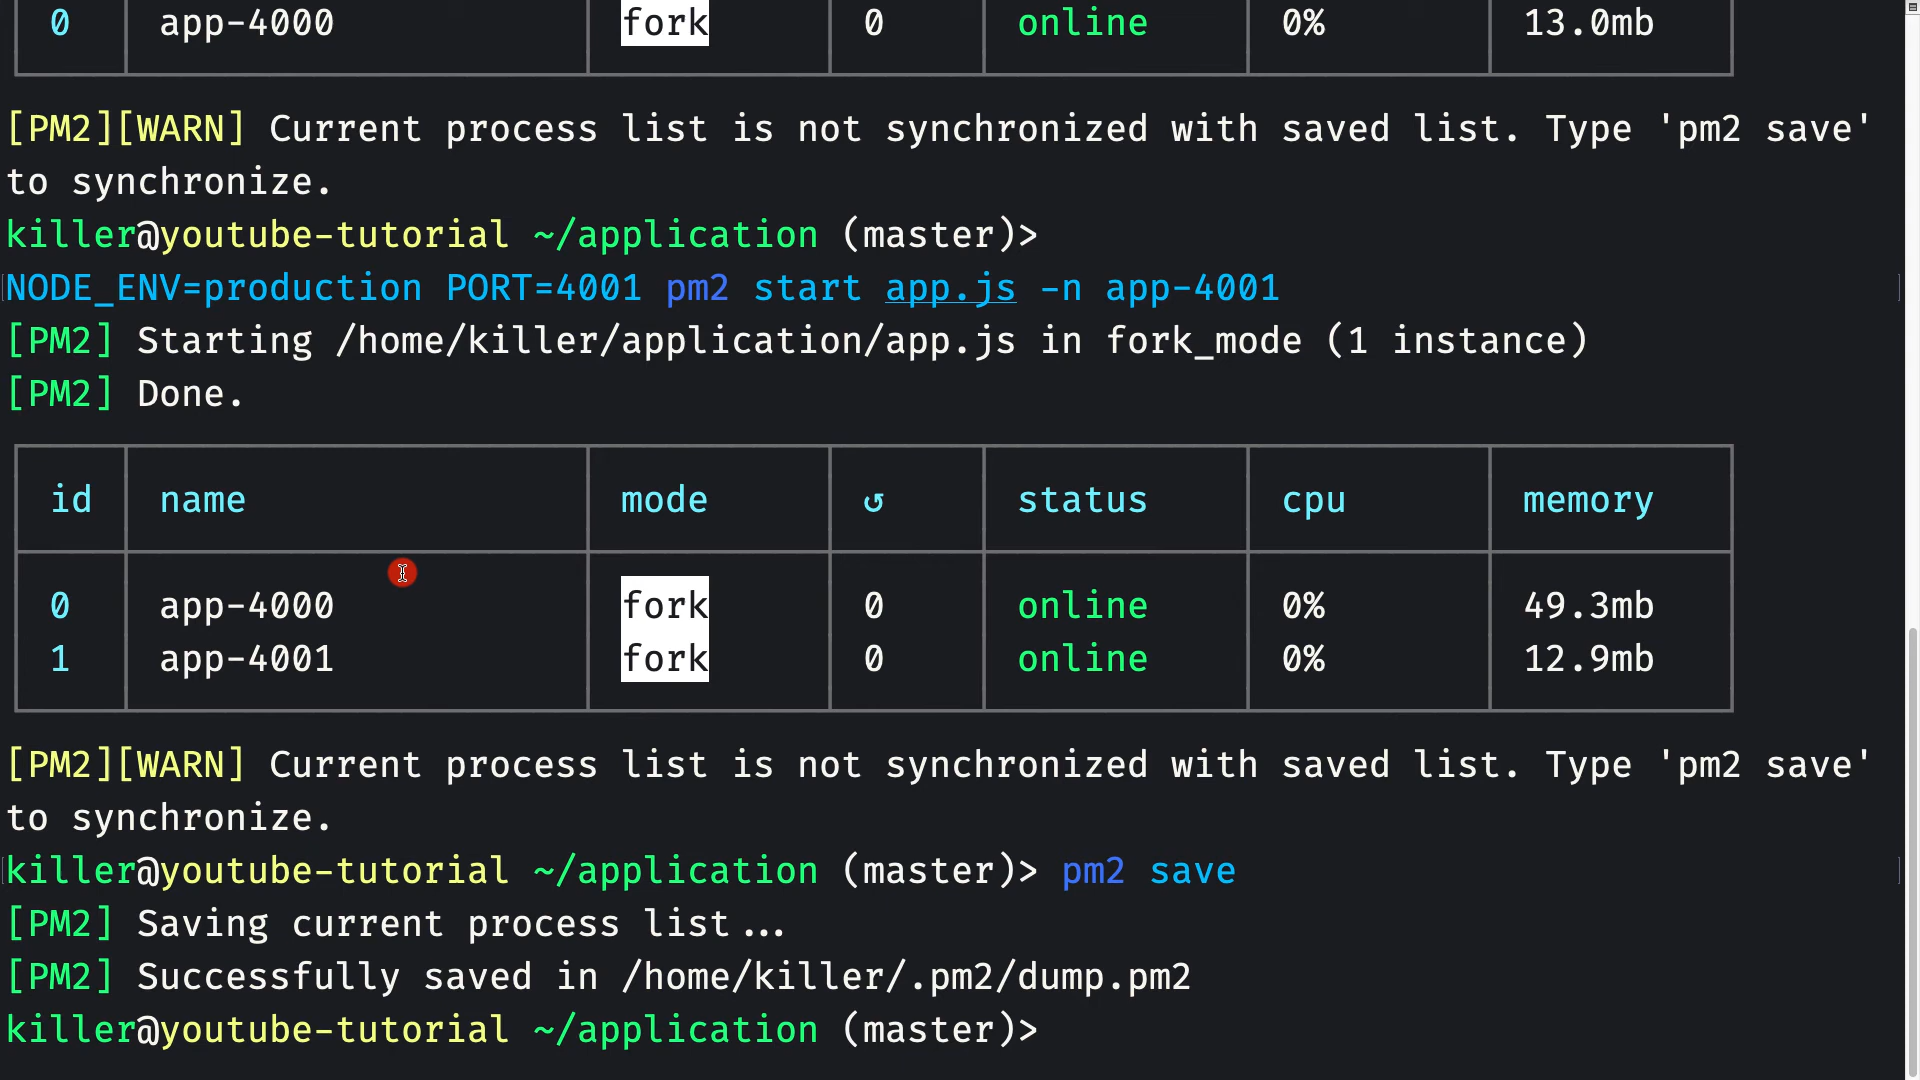 0 app-4000 fork 0 online 0% 13.0mb
[PM2][WARN] Current process list is not synchronized with saved list. Type 'pm2 save'
to synchronize.
killer@youtube-tutorial ~/application (master)>
NODE_ENV=production PORT=4001 pm2 start app.js -n app-4001
[PM2] Starting /home/killer/application/app.js in fork_mode (1 instance)
[PM2] Done.
id name mode ↺ status cpu memory
0 app-4000 fork 0 online 0% 49.3mb
1 app-4001 fork 0 online 0% 12.9mb
[PM2][WARN] Current process list is not synchronized with saved list. Type 'pm2 save'
to synchronize.
killer@youtube-tutorial ~/application (master)> pm2 save
[PM2] Saving current process list...
[PM2] Successfully saved in /home/killer/.pm2/dump.pm2
killer@youtube-tutorial ~/application (master)>